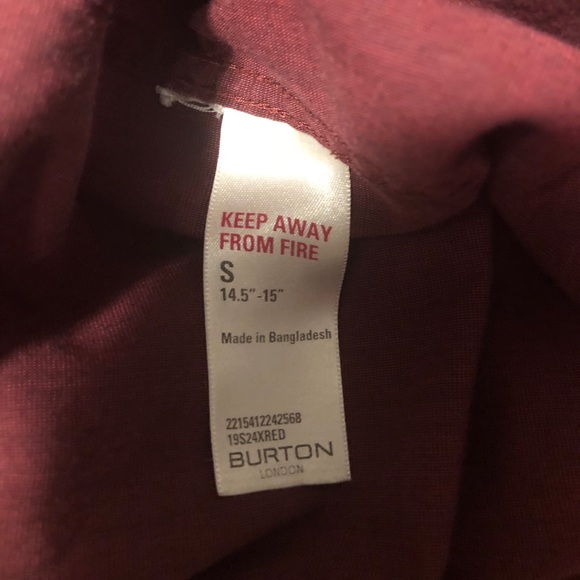 KEEP AWAY
FROM FIRE
S
14.5"-15"
Made in Bangladesh
2215412242568
19S24XRED
BURTON
LONDON